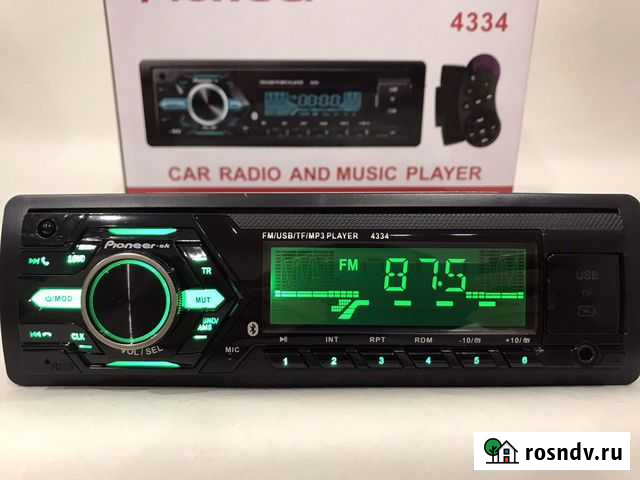 Pioneer
4334
CAR RADIO AND MUSIC PLAYER
FM/USB/TF/MP3 PLAYER 4334
Pioneer-ok
LOUD
TR
MOD
MUT
BND/
AMS
CLK
VOL/SEL
MIC
FM 87.5
USB
TF
INT RPT RDM -10/ +10/
1 2 3 4 5 6
rosndv.ru